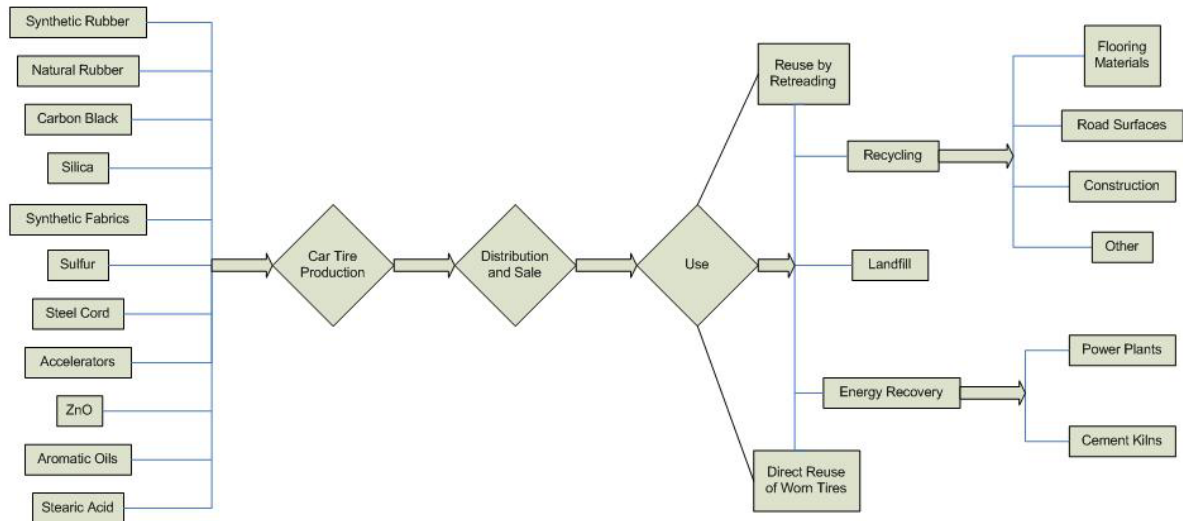 Synthetic Rubber
Natural Rubber
Carbon Black
Silica
Synthetic Fabrics
Sulfur
Steel Cord
Accelerators
ZnO
Aromatic Oils
Stearic Acid
Car Tire
Production
Distribution
and Sale
Use
Reuse by
Retreading
Recycling
Landfill
Energy Recovery
Direct Reuse
of Worn Tires
Flooring
Materials
Road Surfaces
Construction
Other
Power Plants
Cement Kilns